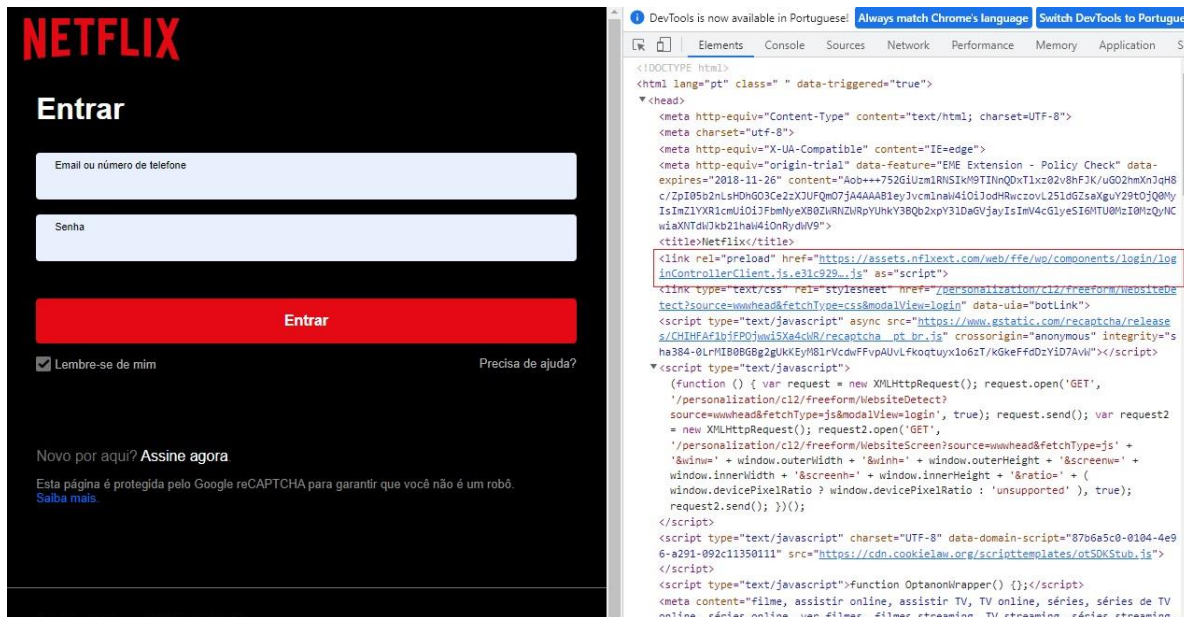 NETFLIX
Entrar
Email ou número de telefone
Senha
Entrar
Lembre-se de mim
Precisa de ajuda?
Novo por aqui? Assine agora.
Esta página é protegida pelo Google reCAPTCHA para garantir que você não é um robô.
Saiba mais.
DevTools is now available in Portuguese! Always match Chrome's language Switch DevTools to Portugue
Elements Console Sources Network Performance Memory Application S
<!DOCTYPE html>
<html lang="pt" class=" " data-triggered="true">
<head>
<meta http-equiv="Content-Type" content="text/html; charset=UTF-8">
<meta charset="utf-8">
<meta http-equiv="X-UA-Compatible" content="IE=edge">
<meta http-equiv="origin-trial" data-feature="EME Extension - Policy Check" data-
expires="2018-11-26"
<title>Netflix</title>
<link rel="preload" href="https://assets.nflxext.com/web/ffe/wp/components/login/log
inControllerClient.js.e31c929….js" as="script">
<link type="text/css" rel="stylesheet" href="/personalization/cl2/freeform/WebsiteDe
tect?source=wwwhead&fetchType=css&modalView=login" data-uia="botLink">
<script type="text/javascript" async src="https://www.gstatic.com/recaptcha/release
crossorigin="anonymous" integrity="s
<script type="text/javascript">
(function () { var request = new XMLHttpRequest(); request.open('GET',
'/personalization/cl2/freeform/WebsiteDetect?
source=wwwhead&fetchType=js&modalView=login', true); request.send(); var request2
= new XMLHttpRequest(); request2.open('GET',
'/personalization/cl2/freeform/WebsiteScreen?source=wwwhead&fetchType=js' +
'&winw=' + window.outerWidth + '&winh=' + window.outerHeight + '&screenw=' +
window.innerWidth + '&screenh=' + window.innerHeight + '&ratio=' + (
window.devicePixelRatio ? window.devicePixelRatio : 'unsupported' ), true);
request2.send(); })();
</script>
<script type="text/javascript" charset="UTF-8" data-domain-script="87b6a5c0-0104-4e9
6-a291-092c11350111" src="https://cdn.cookielaw.org/scripttemplates/otSDKStub.js">
</script>
<script type="text/javascript">function OptanonWrapper() {};</script>
<meta content="filme, assistir online, assistir TV, TV online, séries, séries de TV
online, séries online, ver filmes, filmes streaming, TV streaming, séries streaming,